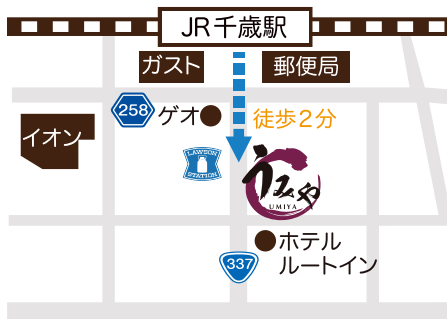 JR千歳駅
ガスト
郵便局
258
ゲオ
徒歩2分
イオン
LAWSON
STATION
うみや
UMIYA
ホテル
ルートイン
337